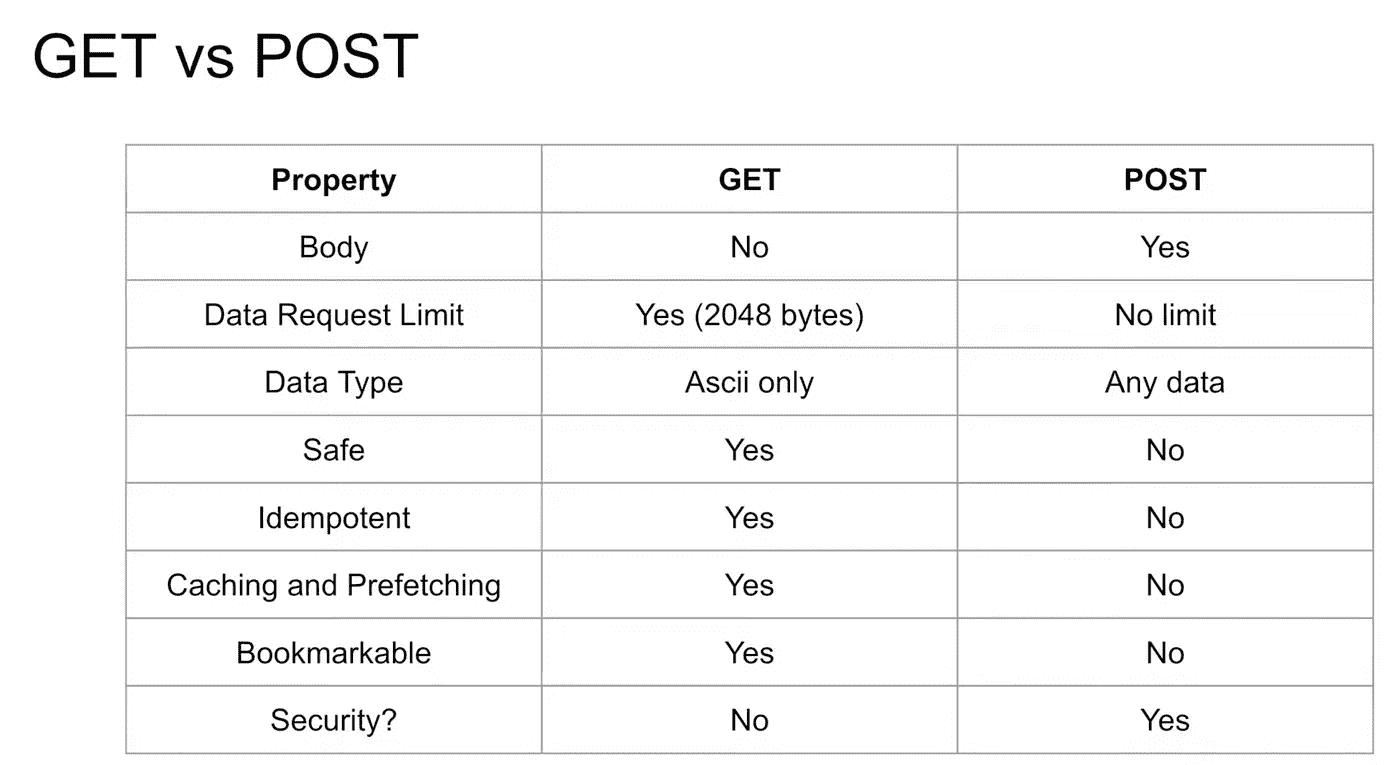 GET vs POST
Property GET POST
Body No Yes
Data Request Limit Yes (2048 bytes) No limit
Data Type Ascii only Any data
Safe Yes No
Idempotent Yes No
Caching and Prefetching Yes No
Bookmarkable Yes No
Security? No Yes